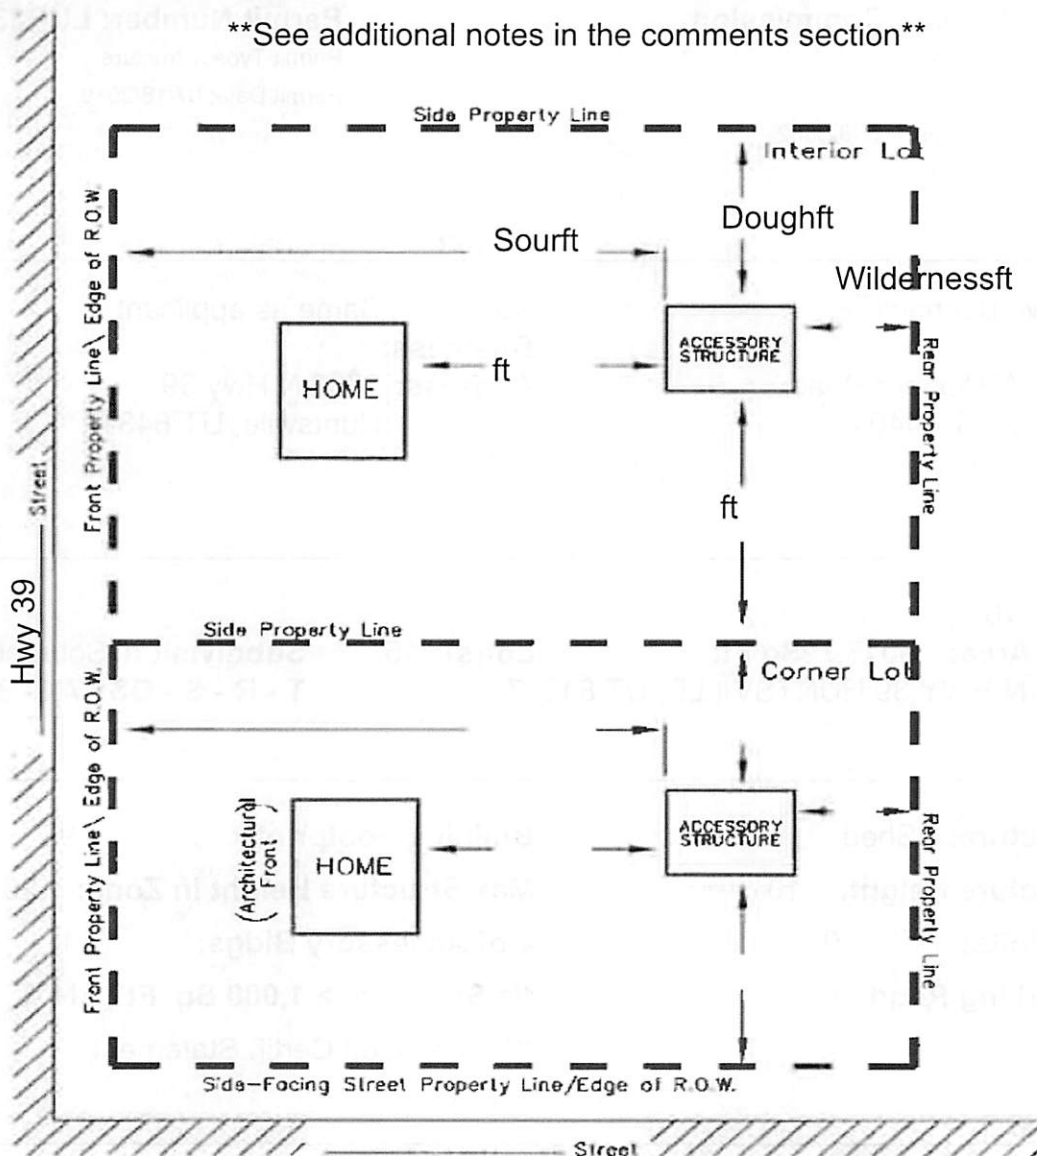 **See additional notes in the comments section**
Side Property Line
Interior Lot
Front Property Line\ Edge of R.O.W.
Doughft
Sourft
Wildernessft
ACCESSORY
STRUCTURE
ft
HOME
Rear Property Line
Street
Hwy 39
ft
Side Property Line
Corner Lot
Front Property Line\ Edge of R.O.W.
ACCESSORY
STRUCTURE
(Architectural
Front)
HOME
Rear Property Line
Side-Facing Street Property Line/Edge of R.O.W.
Street